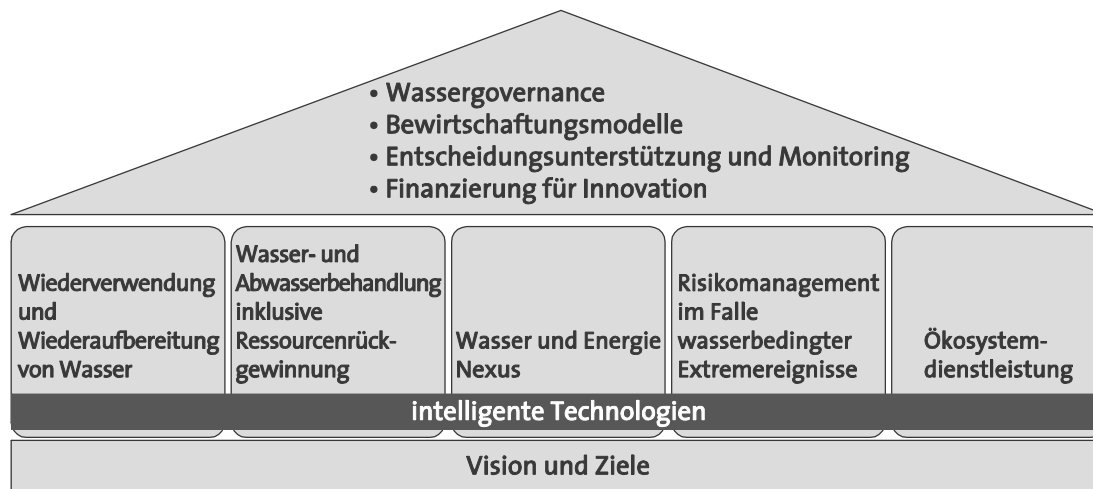 • Wassergovernance
• Bewirtschaftungsmodelle
• Entscheidungsunterstützung und Monitoring
• Finanzierung für Innovation
Wiederverwendung
und
Wiederaufbereitung
von Wasser
Wasser- und
Abwasserbehandlung
inklusive
Ressourcenrück-
gewinnung
Wasser und Energie
Nexus
Risikomanagement
im Falle
wasserbedingter
Extremereignisse
Ökosystem-
dienstleistung
intelligente Technologien
Vision und Ziele